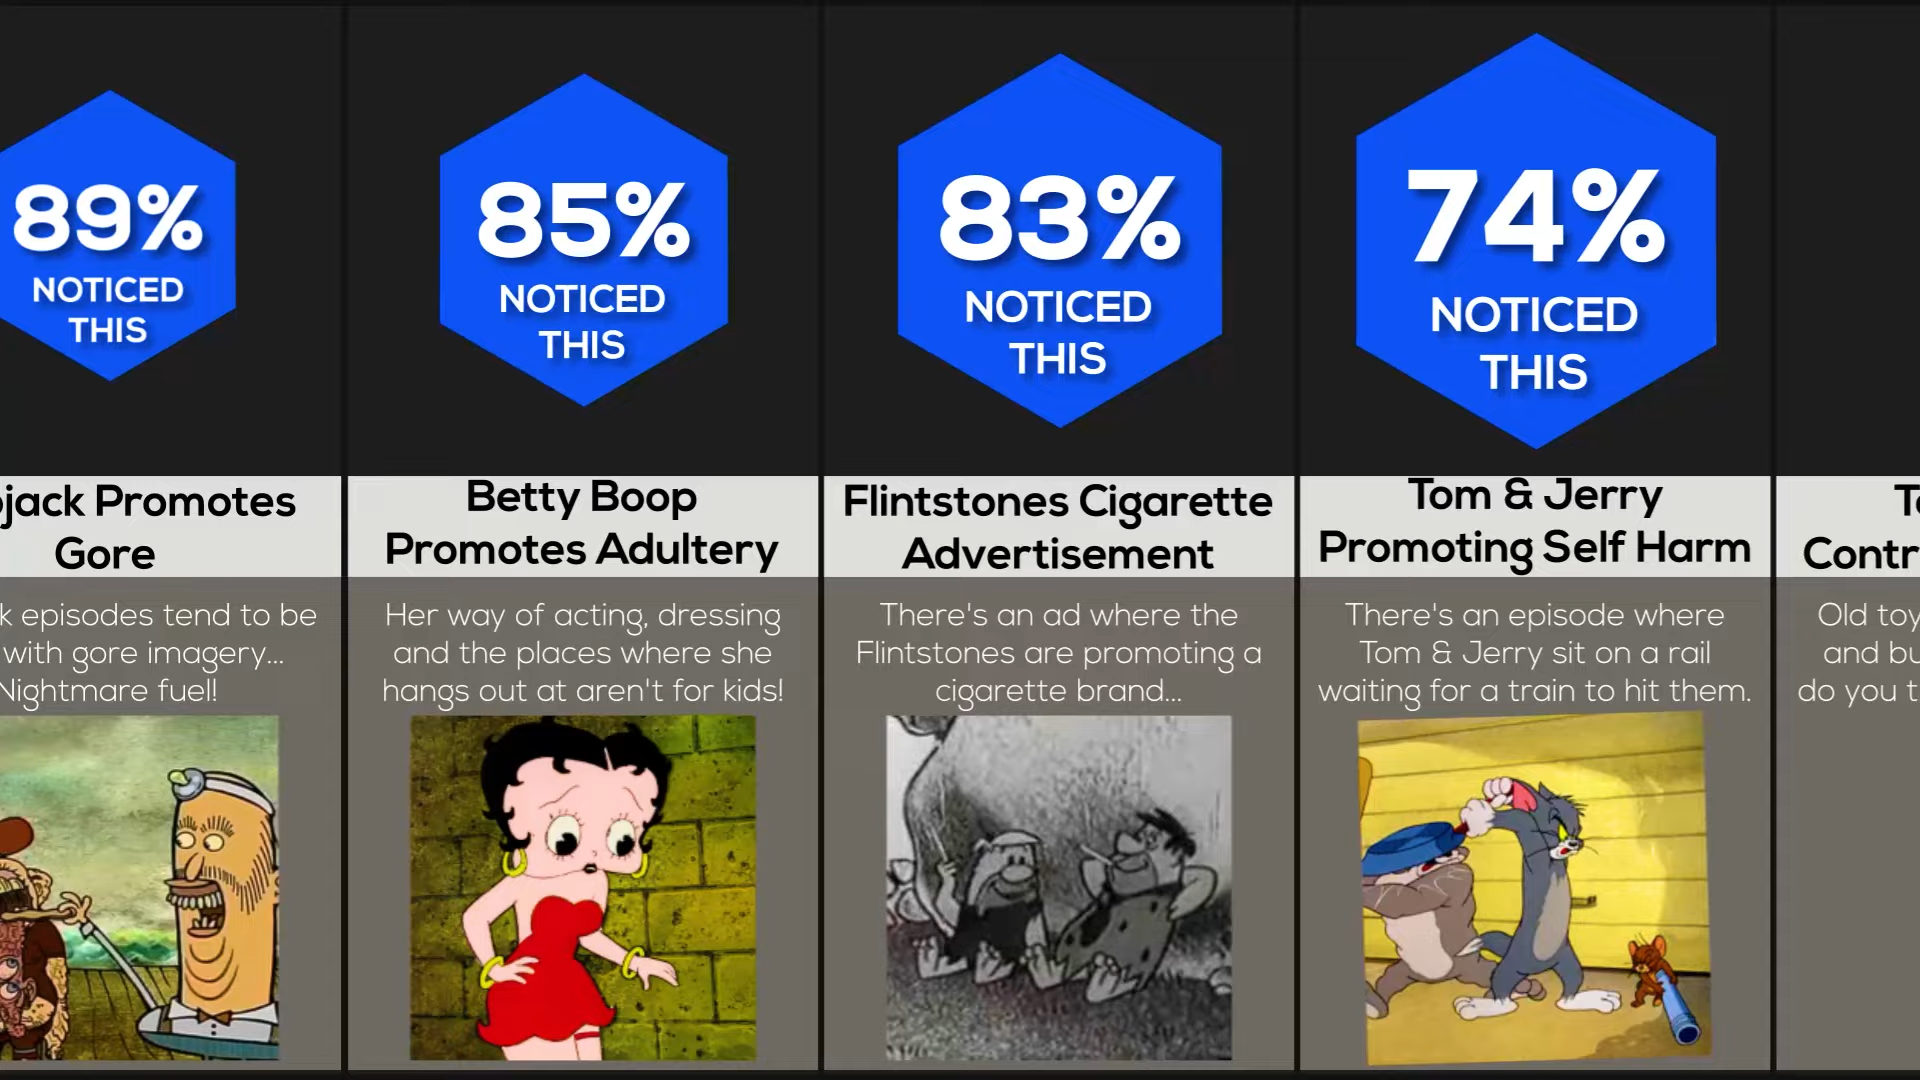 89%
NOTICED
THIS
jack Promotes
Gore
k episodes tend to be
with gore imagery...
Nightmare fuel!
85%
NOTICED
THIS
Betty Boop
Promotes Adultery
Her way of acting, dressing
and the places where she
hangs out at aren't for kids!
83%
NOTICED
THIS
Flintstones Cigarette
Advertisement
There's an ad where the
Flintstones are promoting a
cigarette brand...
74%
NOTICED
THIS
Tom & Jerry
Promoting Self Harm
There's an episode where
Tom & Jerry sit on a rail
waiting for a train to hit them.
Contr
Old toy
and bu
do you t